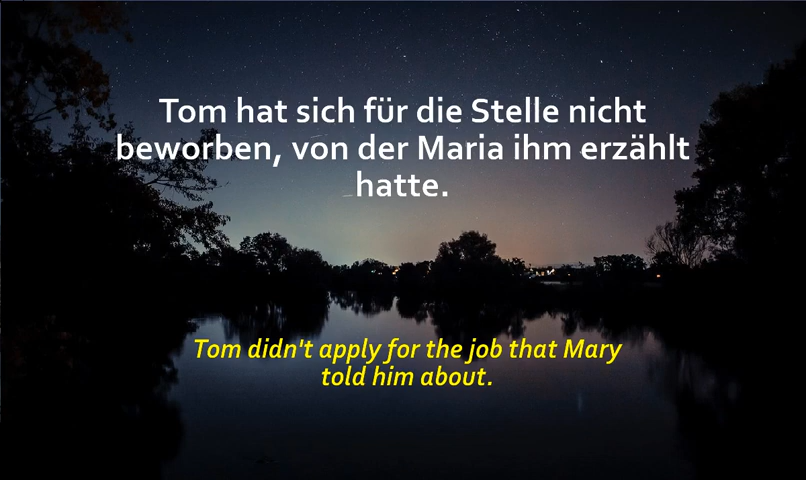 Tom hat sich für die Stelle nicht
beworben, von der Maria ihm erzählt
hatte.
Tom didn't apply for the job that Mary
told him about.